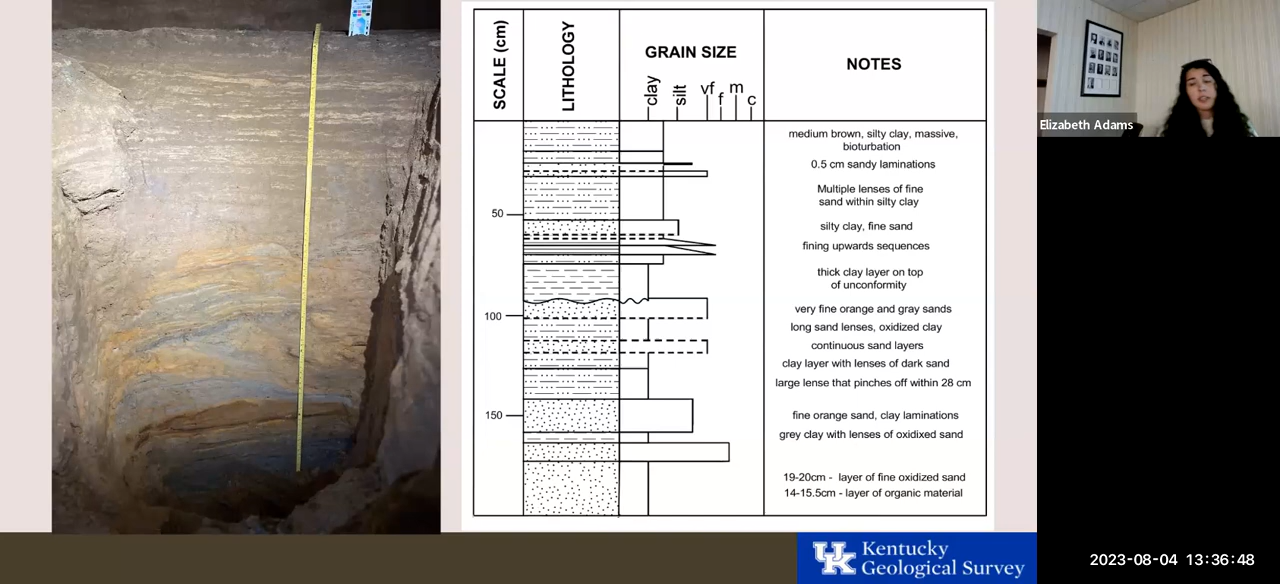 SCALE (cm)
LITHOLOGY
GRAIN SIZE
clay
silt
vf
f
m
c
NOTES
medium brown, silty clay, massive,
bioturbation
0.5 cm sandy laminations
Multiple lenses of fine
sand within silty clay
50
silty clay, fine sand
fining upwards sequences
thick clay layer on top
of unconformity
very fine orange and gray sands
100
long sand lenses, oxidized clay
continuous sand layers
clay layer with lenses of dark sand
large lense that pinches off within 28 cm
150
fine orange sand, clay laminations
grey clay with lenses of oxidixed sand
19-20cm - layer of fine oxidized sand
14-15.5cm - layer of organic material
Elizabeth Adams
UK
Kentucky
Geological Survey
2023-08-04 13:36:48